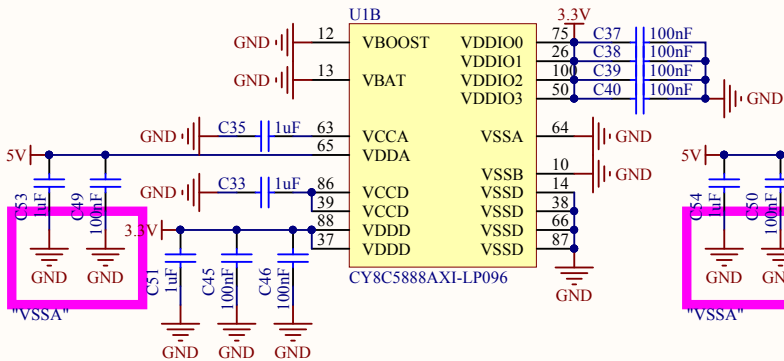 U1B
3.3V
GND 12 VBOOST VDDIO0 75 C37 100nF
VDDIO1 26 C38 100nF
GND 13 VBAT VDDIO2 100 C39 100nF
VDDIO3 50 C40 100nF GND
GND C35 1uF 63 VCCA VSSA 64 GND
5V 65 VDDA 5V
VSSB 10 GND
GND C33 1uF 86 VCCD VSSD 14
39 VCCD VSSD 38
3.3V 88 VDDD VSSD 66
37 VDDD VSSD 87
C53 1uF C49 100nF
C54 1uF C50 100nF
GND GND GND
CY8C5888AXI-LP096
C51 1uF C45 100nF C46 100nF
GND
"VSSA" "VSSA"
GND GND GND